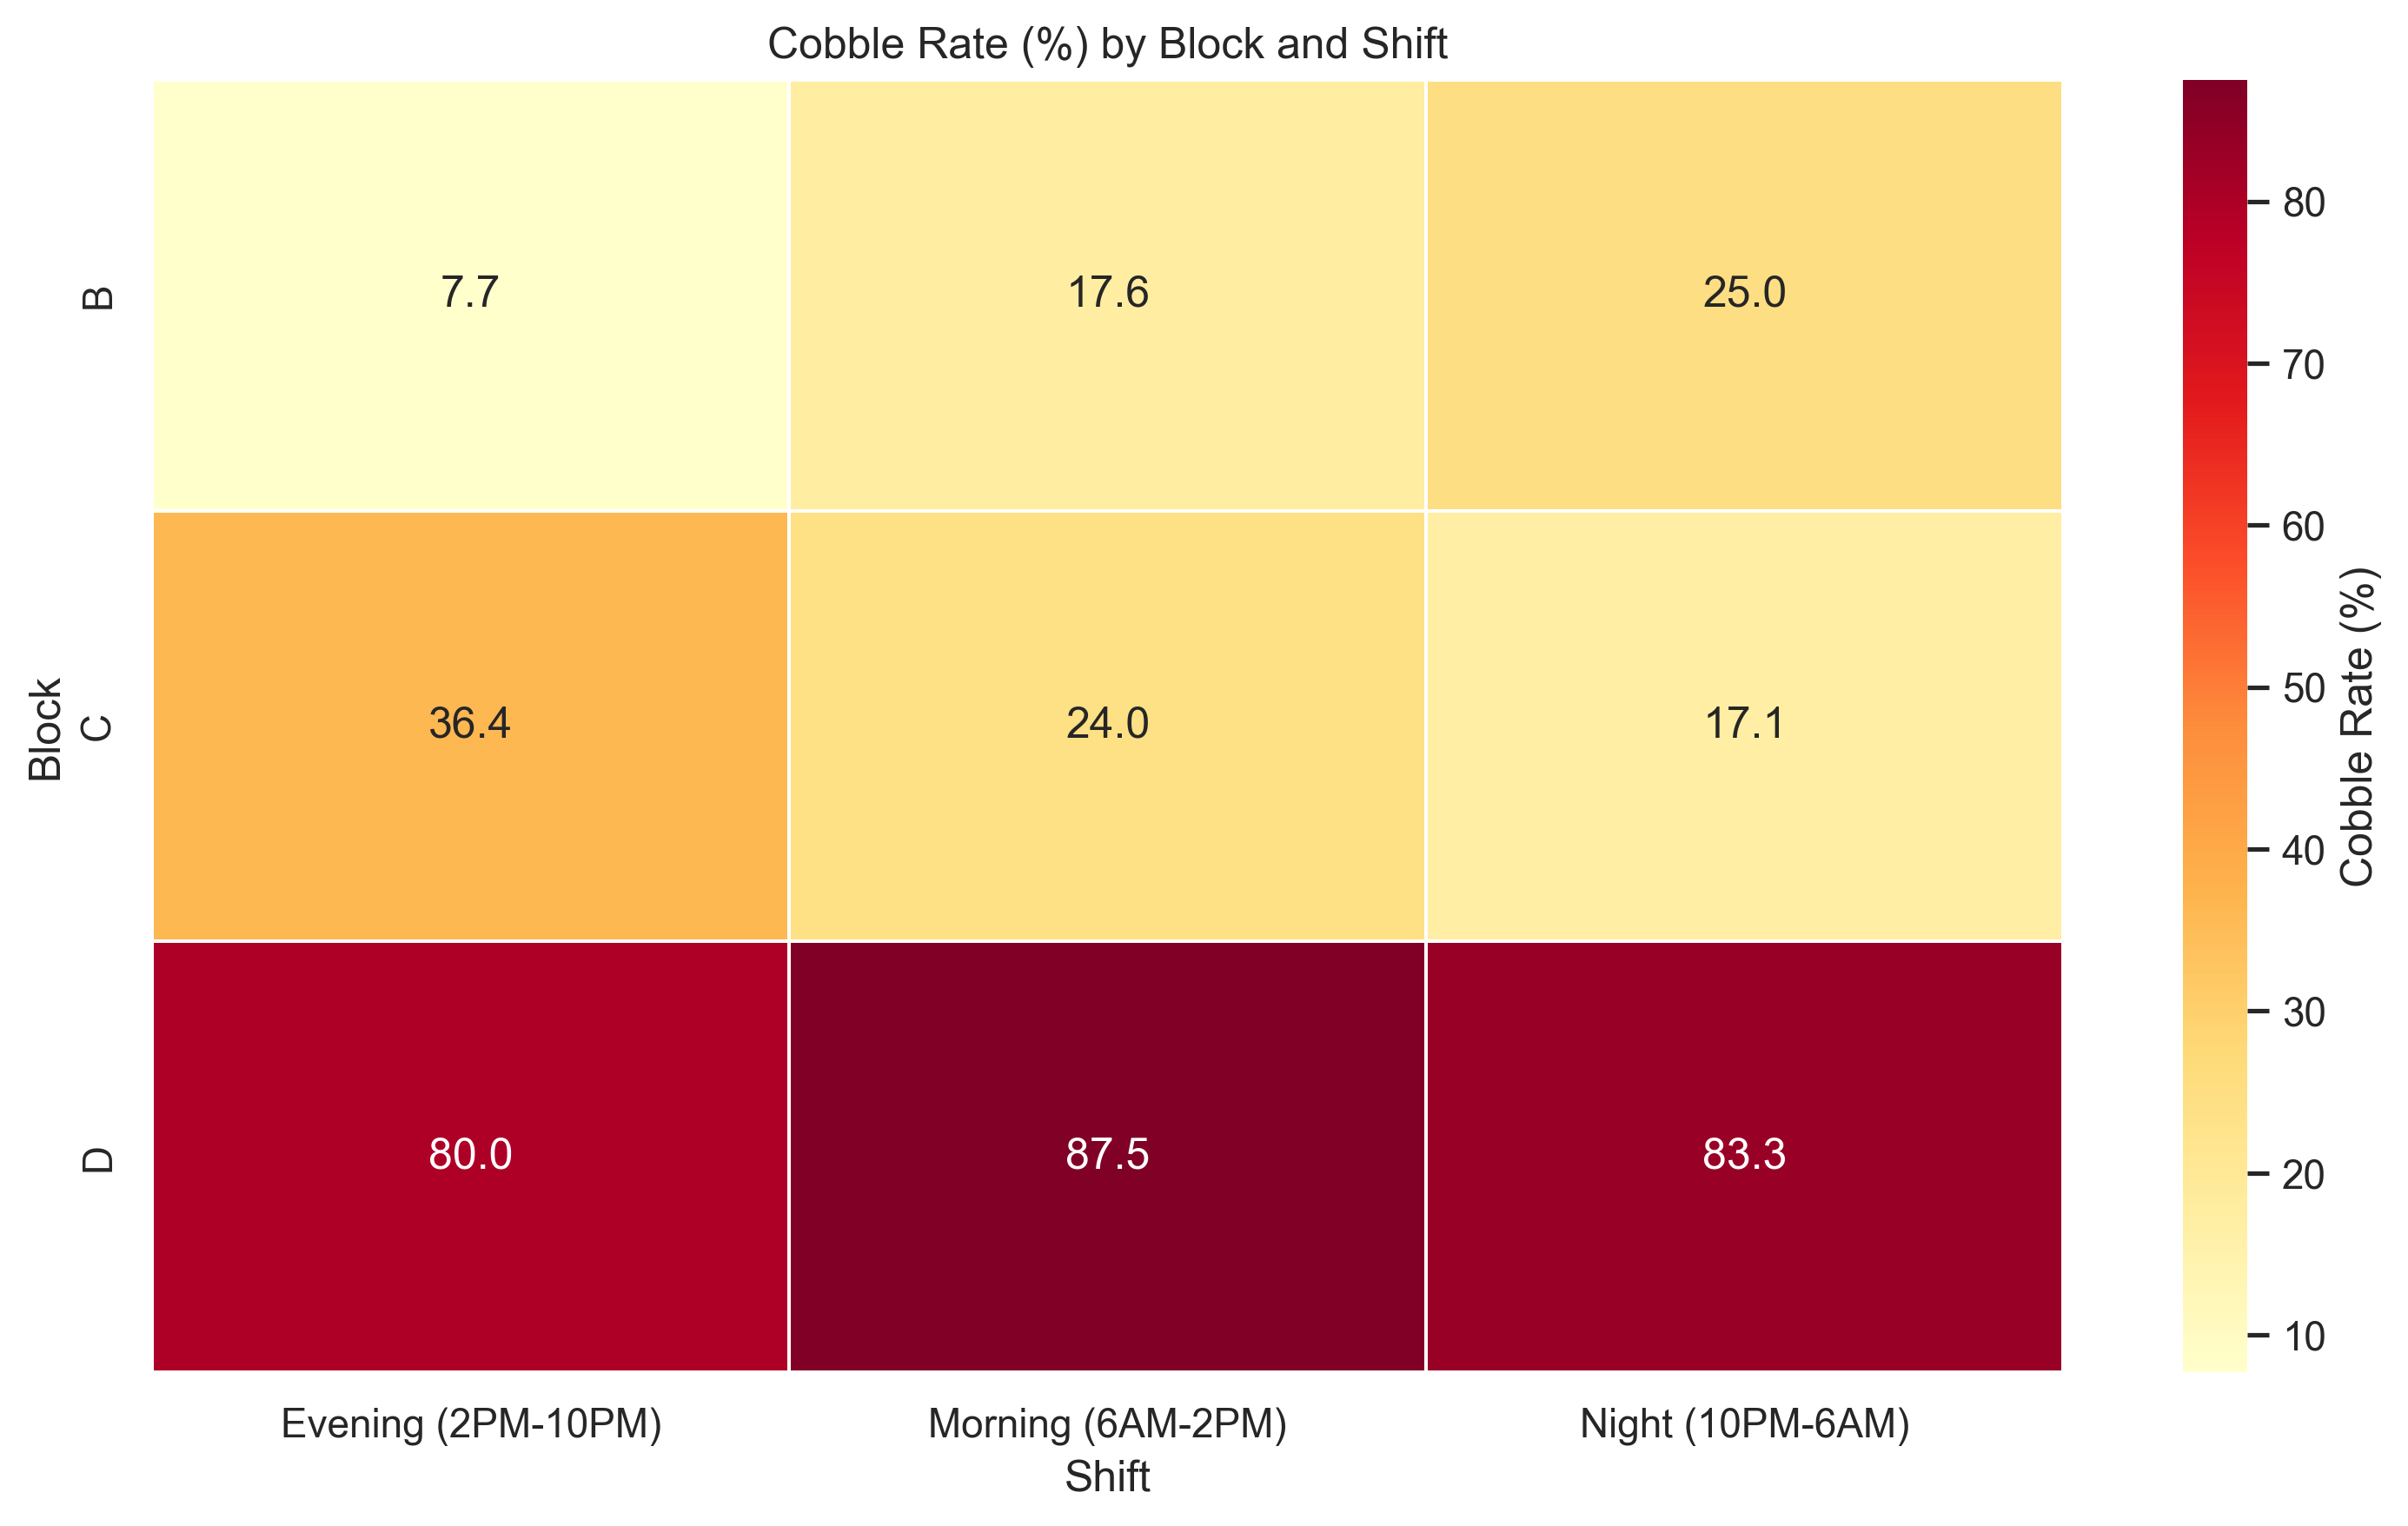 Cobble Rate (%) by Block and Shift
Block
B
7.7
17.6
25.0
C
36.4
24.0
17.1
D
80.0
87.5
83.3
Evening (2PM-10PM)
Morning (6AM-2PM)
Night (10PM-6AM)
Shift
80
70
60
50
40
30
20
10
Cobble Rate (%)